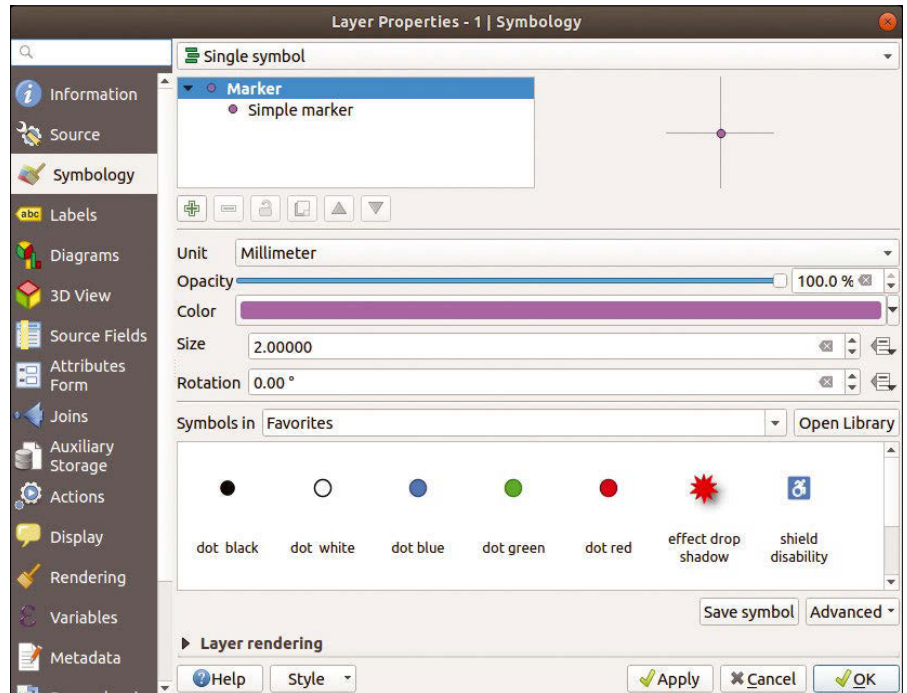 Layer Properties - 1 | Symbology
Single symbol
Information
Source
Symbology
abc Labels
Diagrams
3D View
Source Fields
Attributes
Form
Joins
Auxiliary
Storage
Actions
Display
Rendering
Variables
Metadata
Marker
Simple marker
Unit Millimeter
Opacity 100.0 %
Color
Size 2.00000
Rotation 0.00 °
Symbols in Favorites Open Library
dot black dot white dot blue dot green dot red effect drop shield
shadow disability
Save symbol Advanced
Layer rendering
Help Style Apply Cancel OK